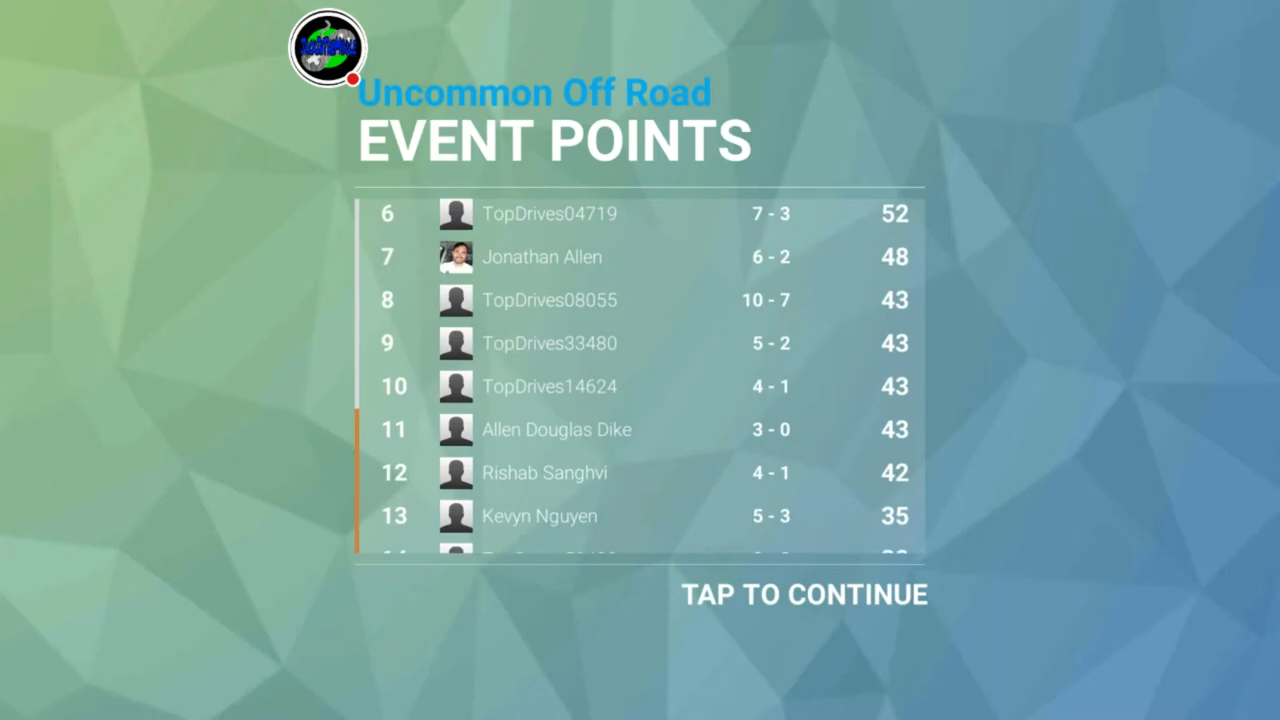 Uncommon Off Road
EVENT POINTS
6 TopDrives04719 7 - 3 52
7 Jonathan Allen 6 - 2 48
8 TopDrives08055 10 - 7 43
9 TopDrives33480 5 - 2 43
10 TopDrives14624 4 - 1 43
11 Allen Douglas Dike 3 - 0 43
12 Rishab Sanghvi 4 - 1 42
13 Kevyn Nguyen 5 - 3 35
TAP TO CONTINUE